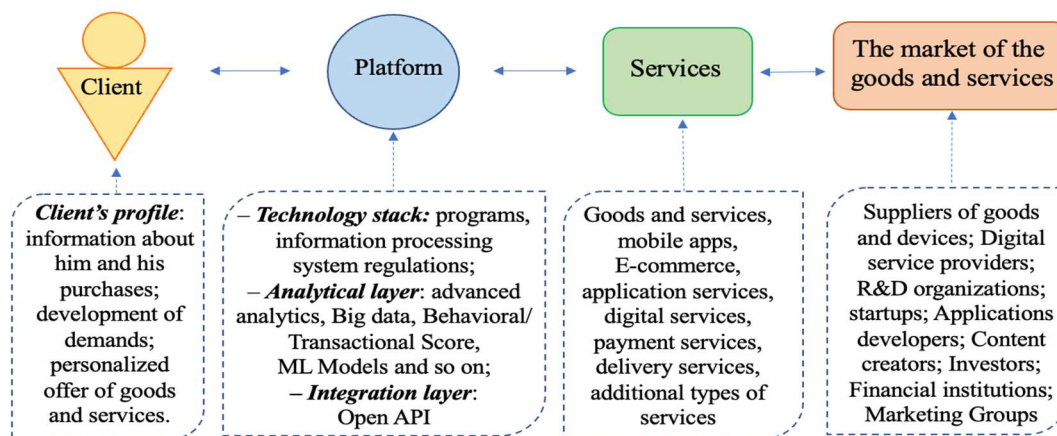 Client
Platform
Services
The market of the
goods and services
Client's profile:
information about
him and his
purchases;
development of
demands;
personalized
offer of goods
and services.
– Technology stack: programs,
information processing
system regulations;
– Analytical layer: advanced
analytics, Big data, Behavioral/
Transactional Score,
ML Models and so on;
– Integration layer:
Open API
Goods and services,
mobile apps,
E-commerce,
application services,
digital services,
payment services,
delivery services,
additional types of
services
Suppliers of goods
and devices; Digital
service providers;
R&D organizations;
startups; Applications
developers; Content
creators; Investors;
Financial institutions;
Marketing Groups